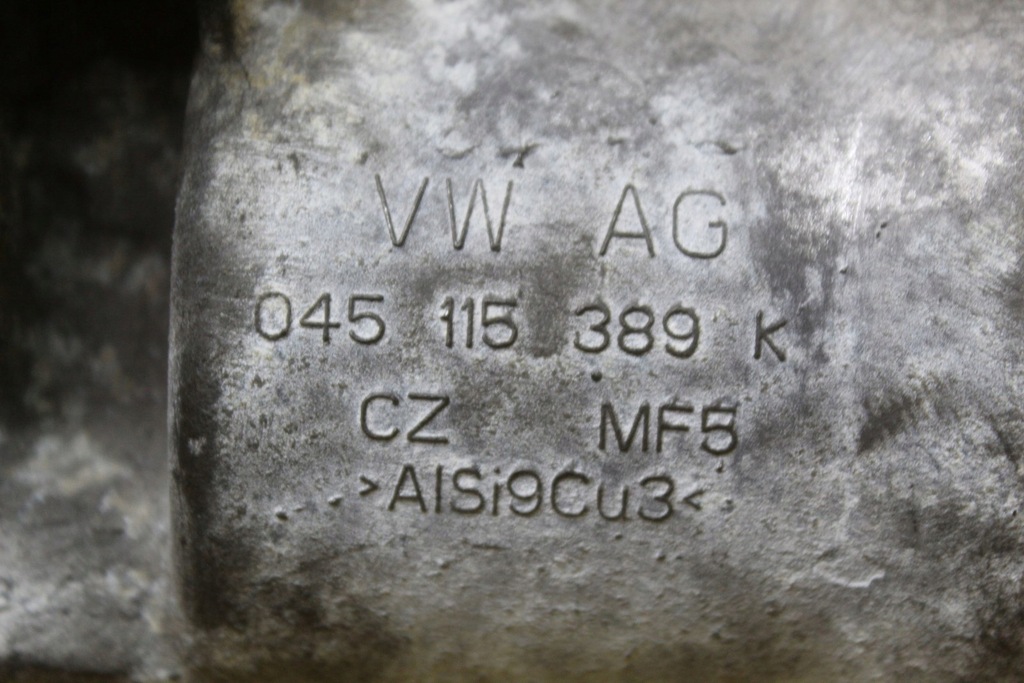 VW AG
045 115 389 K
CZ MF5
>AlSi9Cu3<